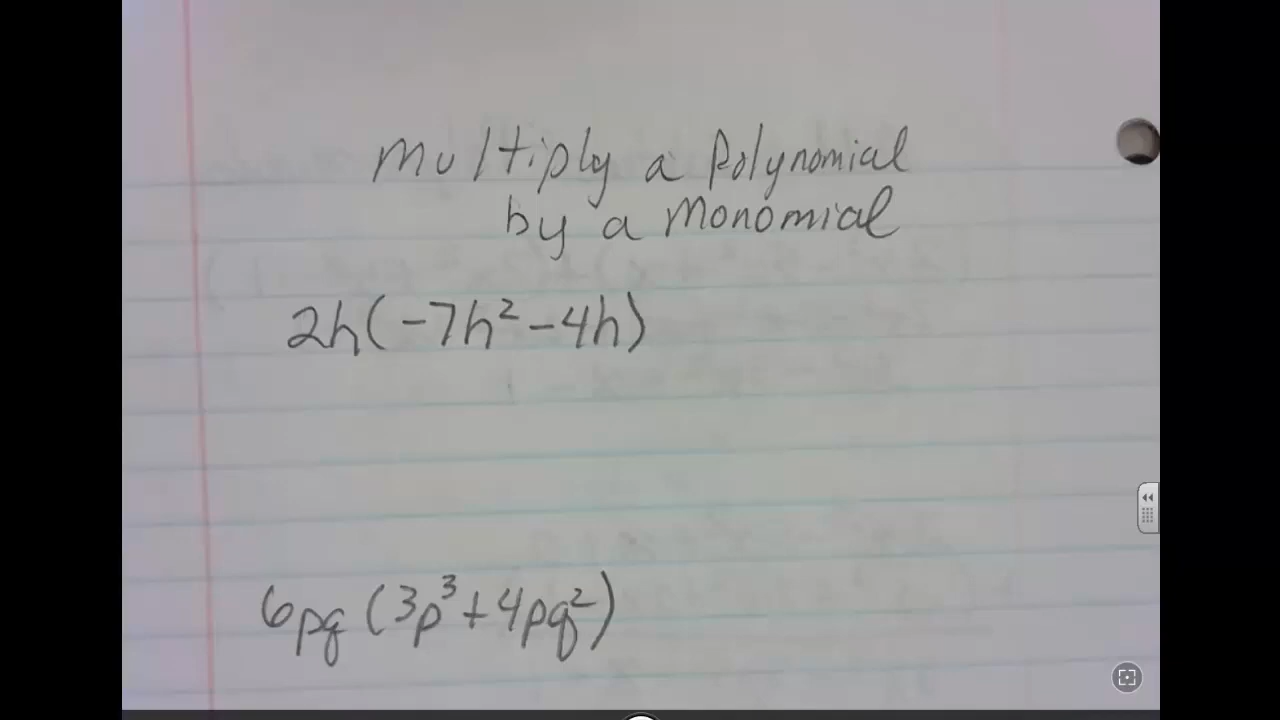 Multiply a Polynomial
by a Monomial
2h(-7h² -4h)
6pq(3p³+4pq²)